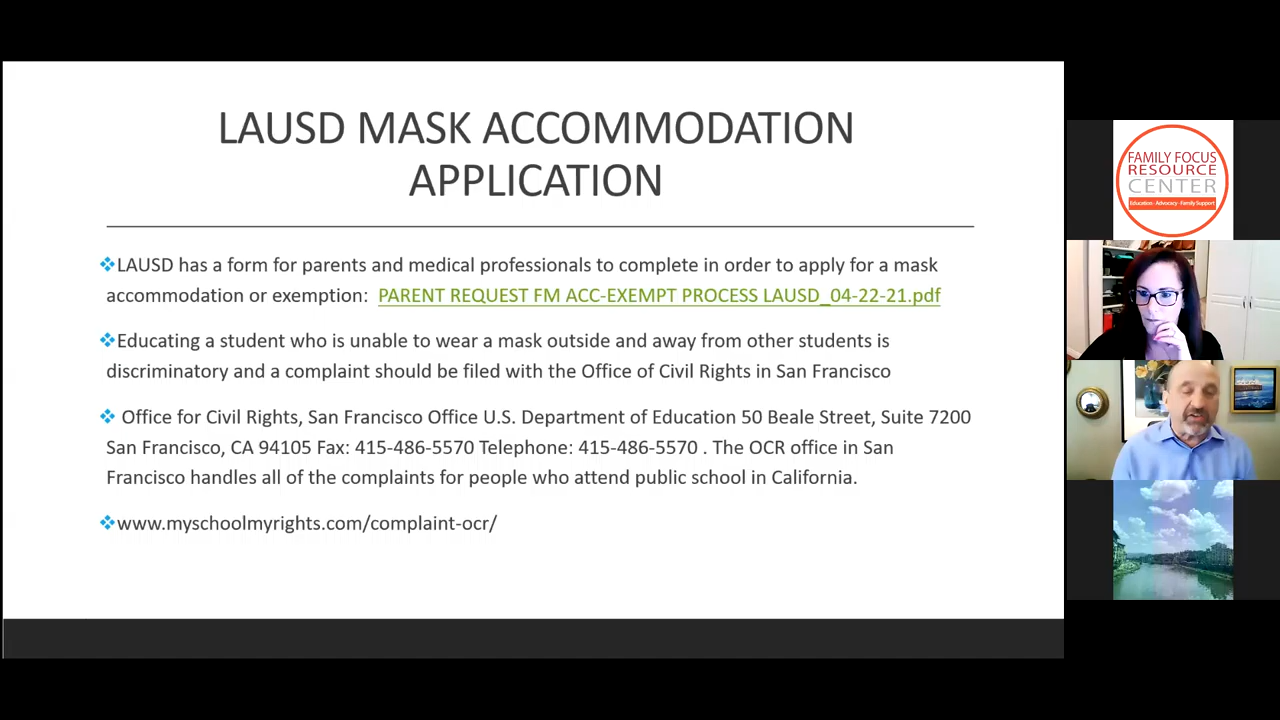 LAUSD MASK ACCOMMODATION
APPLICATION
LAUSD has a form for parents and medical professionals to complete in order to apply for a mask
accommodation or exemption: PARENT REQUEST FM ACC-EXEMPT PROCESS LAUSD_04-22-21.pdf
Educating a student who is unable to wear a mask outside and away from other students is
discriminatory and a complaint should be filed with the Office of Civil Rights in San Francisco
Office for Civil Rights, San Francisco Office U.S. Department of Education 50 Beale Street, Suite 7200
San Francisco, CA 94105 Fax: 415-486-5570 Telephone: 415-486-5570 . The OCR office in San
Francisco handles all of the complaints for people who attend public school in California.
www.myschoolmyrights.com/complaint-ocr/
FAMILY FOCUS
RESOURCE
CENTER
Education - Advocacy - Family Support